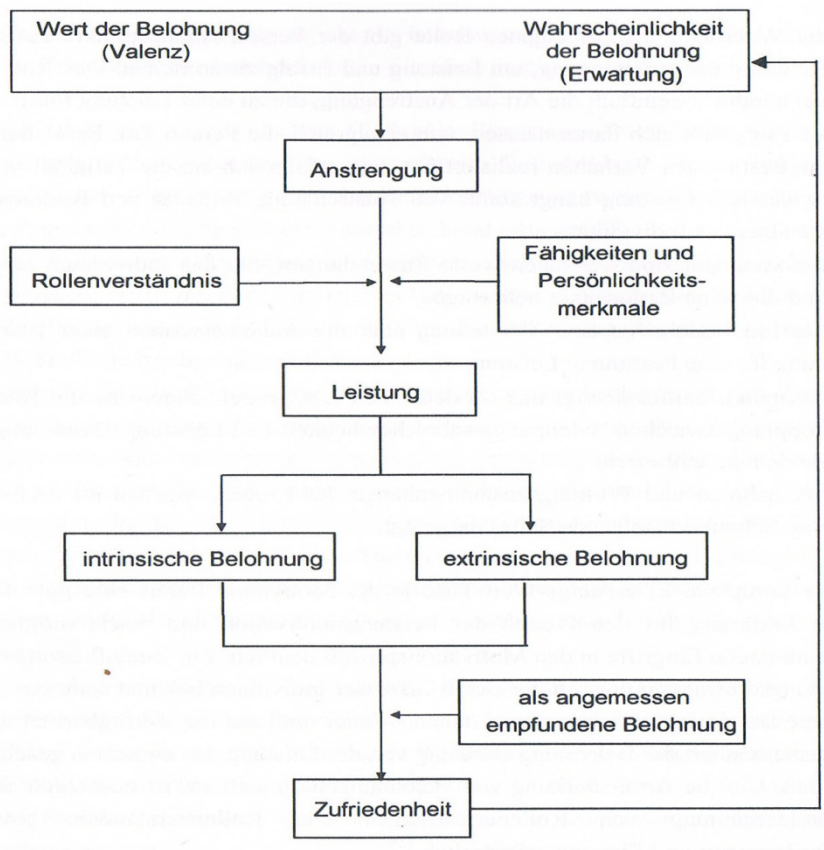 Wert der Belohnung
(Valenz)
Wahrscheinlichkeit
der Belohnung
(Erwartung)
Anstrengung
Rollenverständnis
Fähigkeiten und
Persönlichkeits-
merkmale
Leistung
intrinsische Belohnung
extrinsische Belohnung
als angemessen
empfundene Belohnung
Zufriedenheit